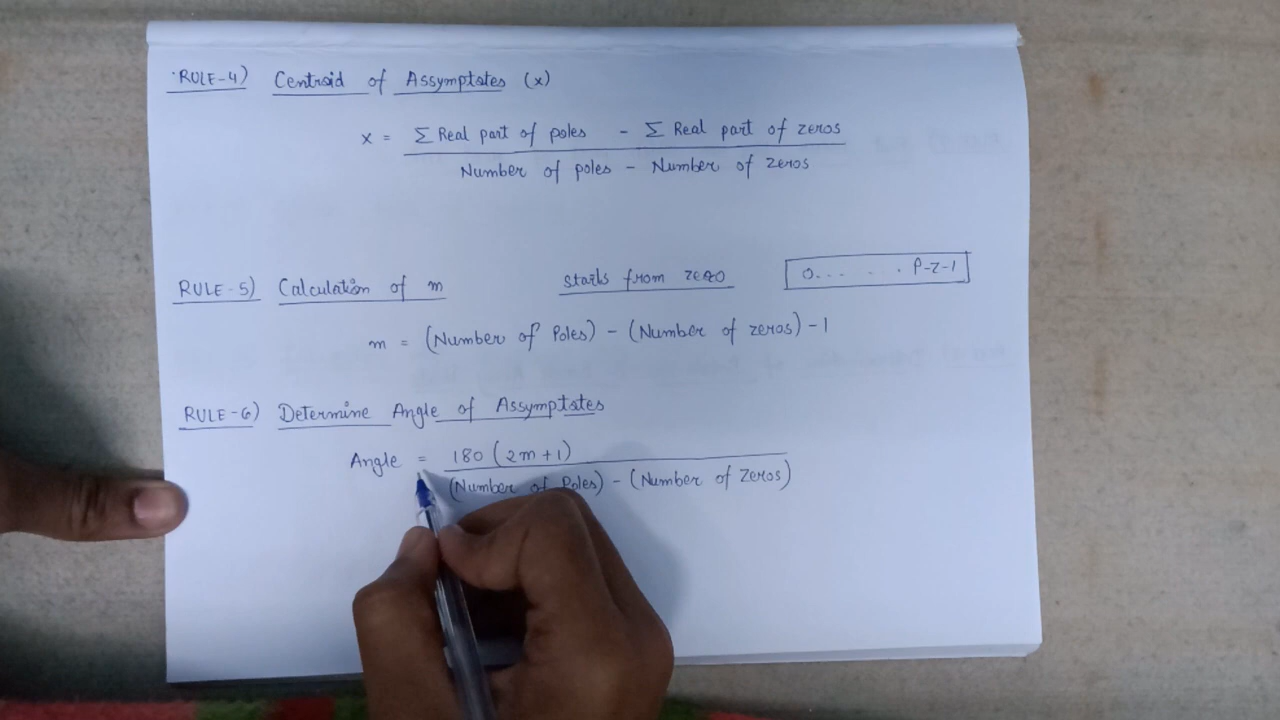 RULE-4) Centroid of Assymptates (x)
x = Σ Real part of poles - Σ Real part of zeros
Number of poles - Number of zeros
RULE-5) Calculation of m starts from zero 0... . . . P-Z-1
m = (Number of Poles) - (Number of zeros) - 1
RULE-6) Determine Angle of Assymptates
Angle = 180 (2m+1)
(Number of Poles) - (Number of Zeros)